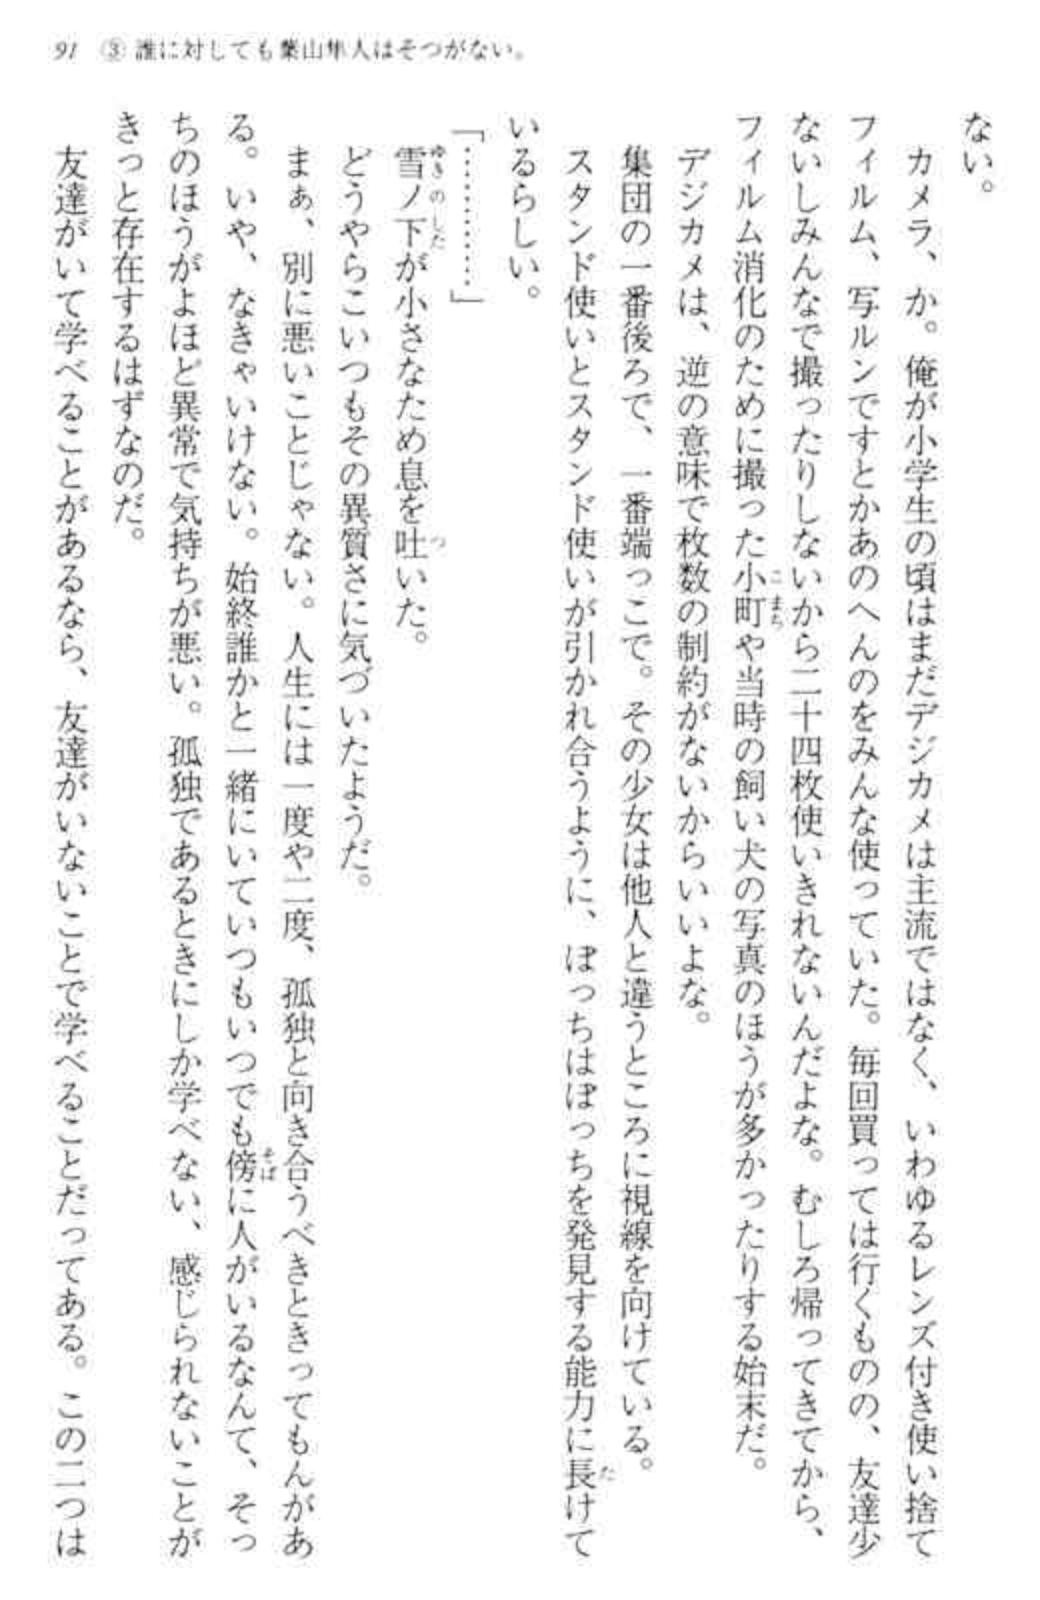 91 ③ 誰に対しても葉山隼人はそつがない。
ない。
カメラ、か。俺が小学生の頃はまだデジカメは主流ではなく、いわゆるレンズ付き使い捨て
フィルム、写ルンですとかあのへんのをみんな使っていた。毎回買っては行くものの、友達少
ないしみんなで撮ったりしないから二十四枚使いきれないんだよな。むしろ帰ってきてから、
フィルム消化のために撮った小町や当時の飼い犬の写真のほうが多かったりする始末だ。
デジカメは、逆の意味で枚数の制約がないからいいよな。
集団の一番後ろで、一番端っこで。その少女は他人と違うところに視線を向けている。
スタンド使いとスタンド使いが引かれ合うように、ぼっちはぼっちを発見する能力に長けて
いるらしい。
「…………」
雪ノ下が小さなため息を吐いた。
どうやらこいつもその異質さに気づいたようだ。
まぁ、別に悪いことじゃない。人生には一度や二度、孤独と向き合うべきときってもんがあ
る。いや、なきゃいけない。始終誰かと一緒にいていつもいつでも傍に人がいるなんて、そっ
ちのほうがよほど異常で気持ちが悪い。孤独であるときにしか学べない、感じられないことが
きっと存在するはずなのだ。
友達がいて学べることがあるなら、友達がいないことで学べることだってある。この二つは